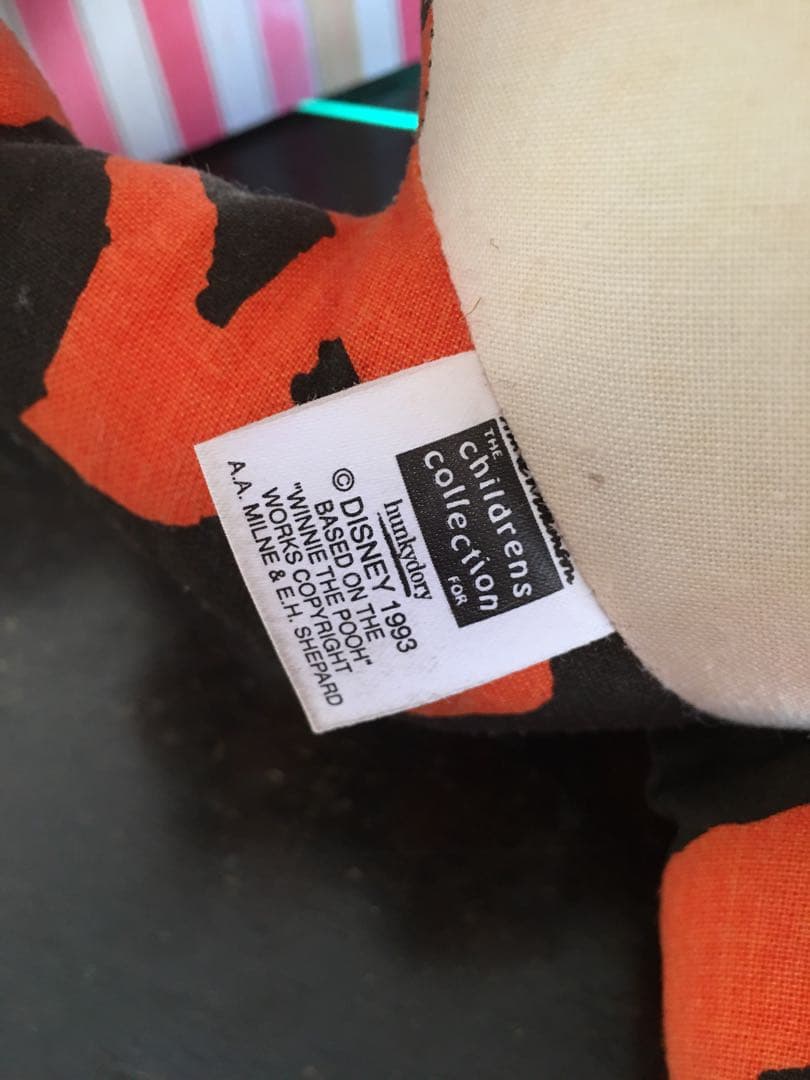 THE
childrens
collection
FOR
hunkydory
© DISNEY 1993
BASED ON THE
"WINNIE THE POOH"
WORKS COPYRIGHT
A.A. MILNE & E.H. SHEPARD